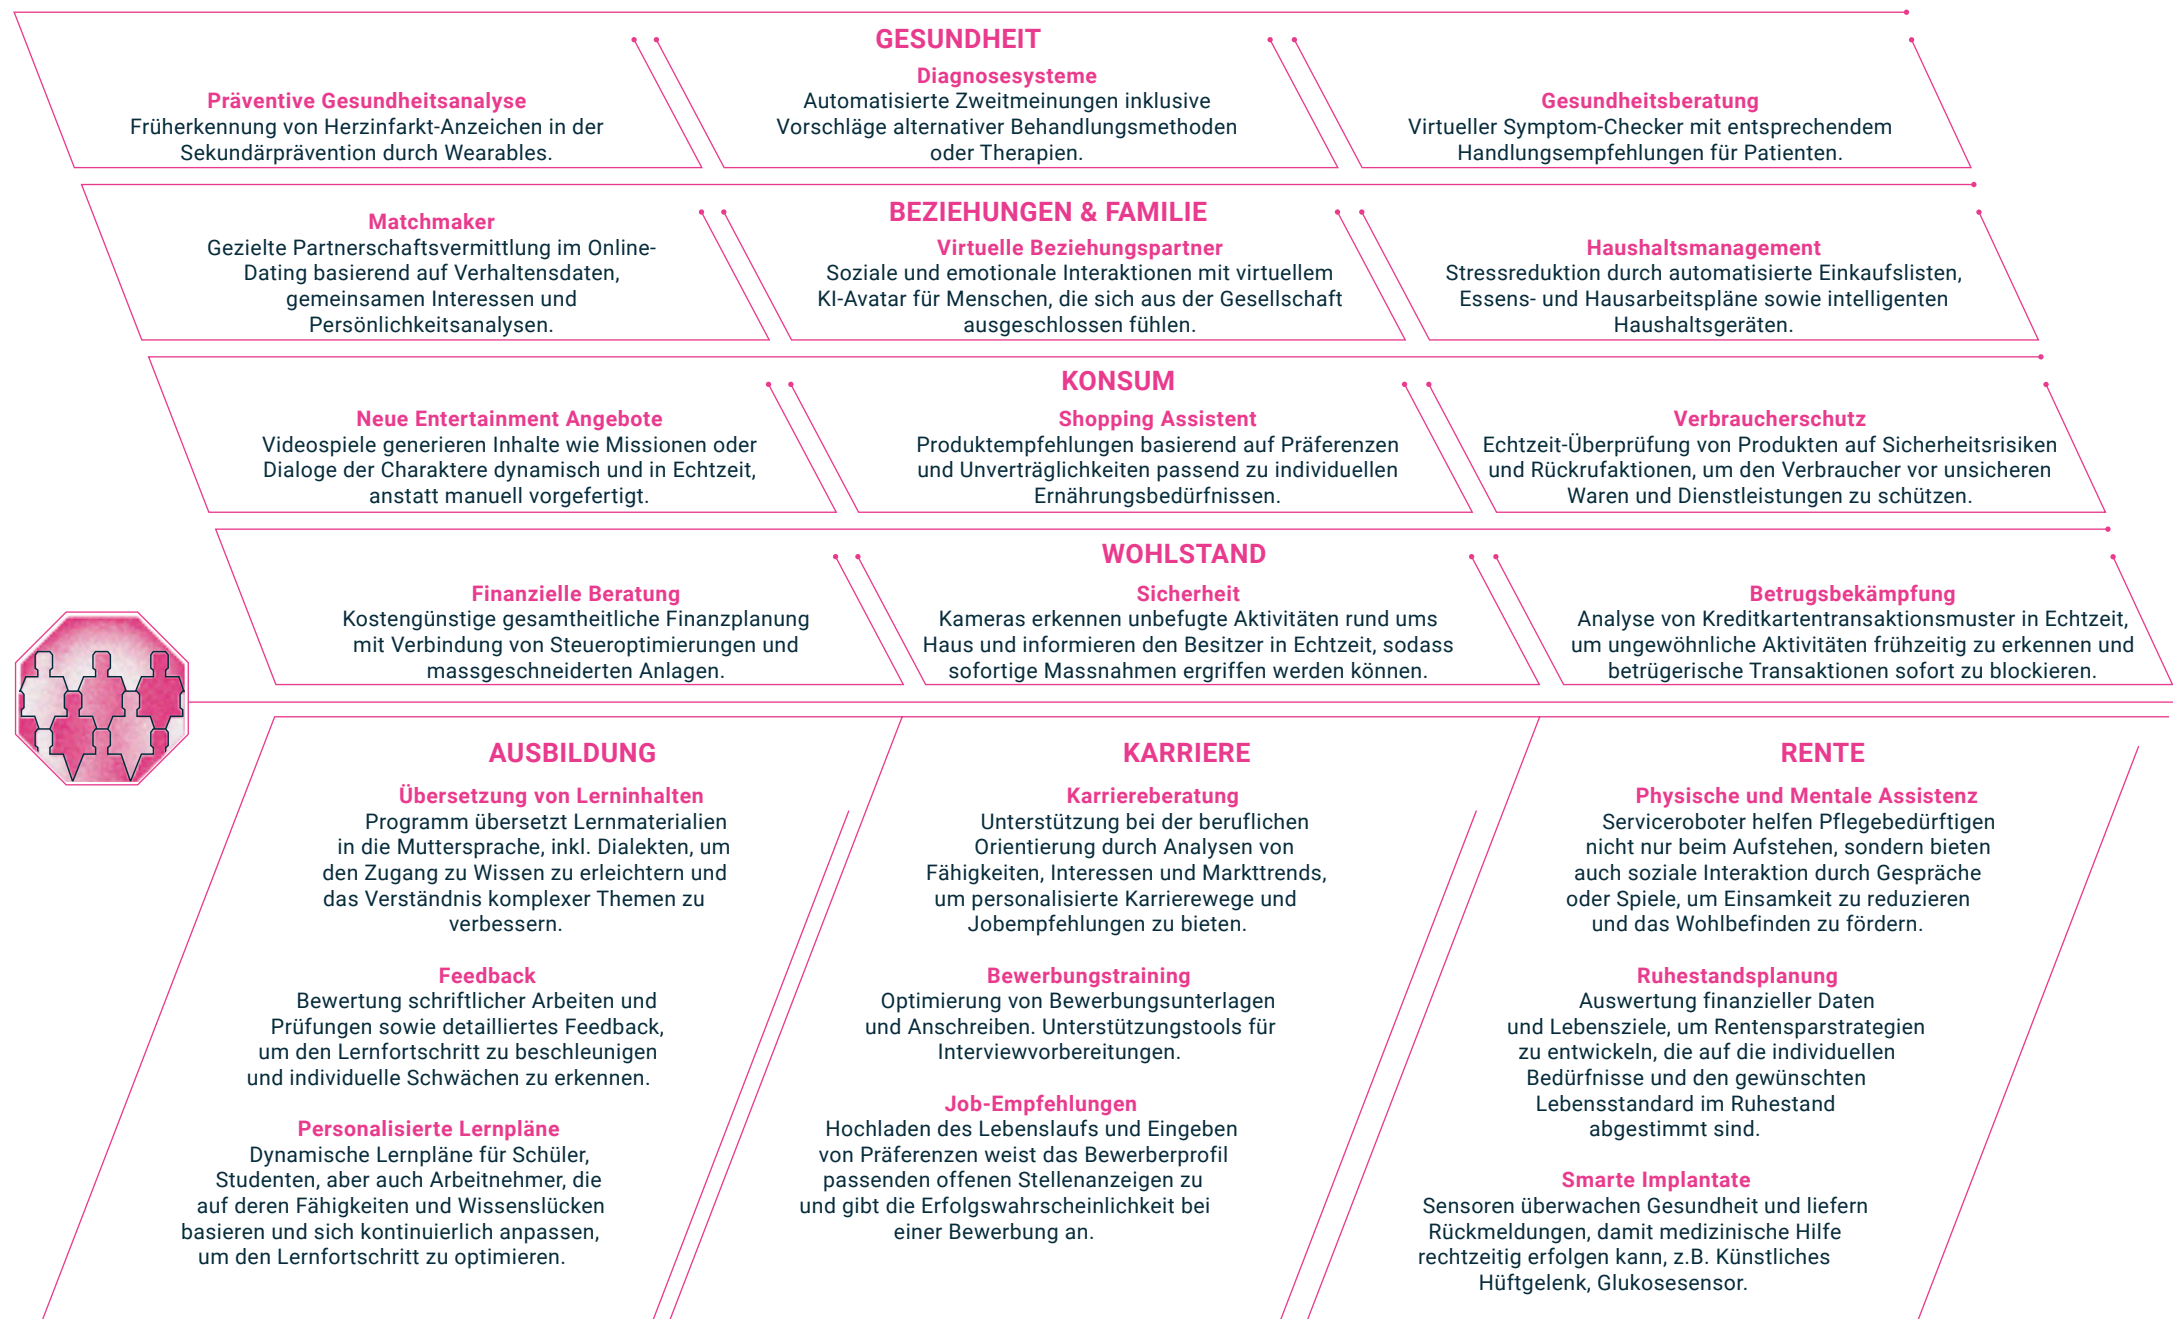 GESUNDHEIT
Präventive Gesundheitsanalyse
Früherkennung von Herzinfarkt-Anzeichen in der
Sekundärprävention durch Wearables.
Diagnosesysteme
Automatisierte Zweitmeinungen inklusive
Vorschläge alternativer Behandlungsmethoden
oder Therapien.
Gesundheitsberatung
Virtueller Symptom-Checker mit entsprechendem
Handlungsempfehlungen für Patienten.
BEZIEHUNGEN & FAMILIE
Matchmaker
Gezielte Partnerschaftsvermittlung im Online-
Dating basierend auf Verhaltensdaten,
gemeinsamen Interessen und
Persönlichkeitsanalysen.
Virtuelle Beziehungspartner
Soziale und emotionale Interaktionen mit virtuellem
KI-Avatar für Menschen, die sich aus der Gesellschaft
ausgeschlossen fühlen.
Haushaltsmanagement
Stressreduktion durch automatisierte Einkaufslisten,
Essens- und Hausarbeitspläne sowie intelligenten
Haushaltsgeräten.
KONSUM
Neue Entertainment Angebote
Videospiele generieren Inhalte wie Missionen oder
Dialoge der Charaktere dynamisch und in Echtzeit,
anstatt manuell vorgefertigt.
Shopping Assistent
Produktempfehlungen basierend auf Präferenzen
und Unverträglichkeiten passend zu individuellen
Ernährungsbedürfnissen.
Verbraucherschutz
Echtzeit-Überprüfung von Produkten auf Sicherheitsrisiken
und Rückrufaktionen, um den Verbraucher vor unsicheren
Waren und Dienstleistungen zu schützen.
WOHLSTAND
Finanzielle Beratung
Kostengünstige gesamtheitliche Finanzplanung
mit Verbindung von Steueroptimierungen und
massgeschneiderten Anlagen.
Sicherheit
Kameras erkennen unbefugte Aktivitäten rund ums
Haus und informieren den Besitzer in Echtzeit, sodass
sofortige Massnahmen ergriffen werden können.
Betrugsbekämpfung
Analyse von Kreditkartentransaktionsmuster in Echtzeit,
um ungewöhnliche Aktivitäten frühzeitig zu erkennen und
betrügerische Transaktionen sofort zu blockieren.
AUSBILDUNG
Übersetzung von Lerninhalten
Programm übersetzt Lernmaterialien
in die Muttersprache, inkl. Dialekten, um
den Zugang zu Wissen zu erleichtern und
das Verständnis komplexer Themen zu
verbessern.
Feedback
Bewertung schriftlicher Arbeiten und
Prüfungen sowie detailliertes Feedback,
um den Lernfortschritt zu beschleunigen
und individuelle Schwächen zu erkennen.
Personalisierte Lernpläne
Dynamische Lernpläne für Schüler,
Studenten, aber auch Arbeitnehmer, die
auf deren Fähigkeiten und Wissenslücken
basieren und sich kontinuierlich anpassen,
um den Lernfortschritt zu optimieren.
KARRIERE
Karriereberatung
Unterstützung bei der beruflichen
Orientierung durch Analysen von
Fähigkeiten, Interessen und Markttrends,
um personalisierte Karrierewege und
Jobempfehlungen zu bieten.
Bewerbungstraining
Optimierung von Bewerbungsunterlagen
und Anschreiben. Unterstützungstools für
Interviewvorbereitungen.
Job-Empfehlungen
Hochladen des Lebenslaufs und Eingeben
von Präferenzen weist das Bewerberprofil
passenden offenen Stellenanzeigen zu
und gibt die Erfolgswahrscheinlichkeit bei
einer Bewerbung an.
RENTE
Physische und Mentale Assistenz
Serviceroboter helfen Pflegebedürftigen
nicht nur beim Aufstehen, sondern bieten
auch soziale Interaktion durch Gespräche
oder Spiele, um Einsamkeit zu reduzieren
und das Wohlbefinden zu fördern.
Ruhestandsplanung
Auswertung finanzieller Daten
und Lebensziele, um Rentensparstrategien
zu entwickeln, die auf die individuellen
Bedürfnisse und den gewünschten
Lebensstandard im Ruhestand
abgestimmt sind.
Smarte Implantate
Sensoren überwachen Gesundheit und liefern
Rückmeldungen, damit medizinische Hilfe
rechtzeitig erfolgen kann, z.B. Künstliches
Hüftgelenk, Glukosesensor.